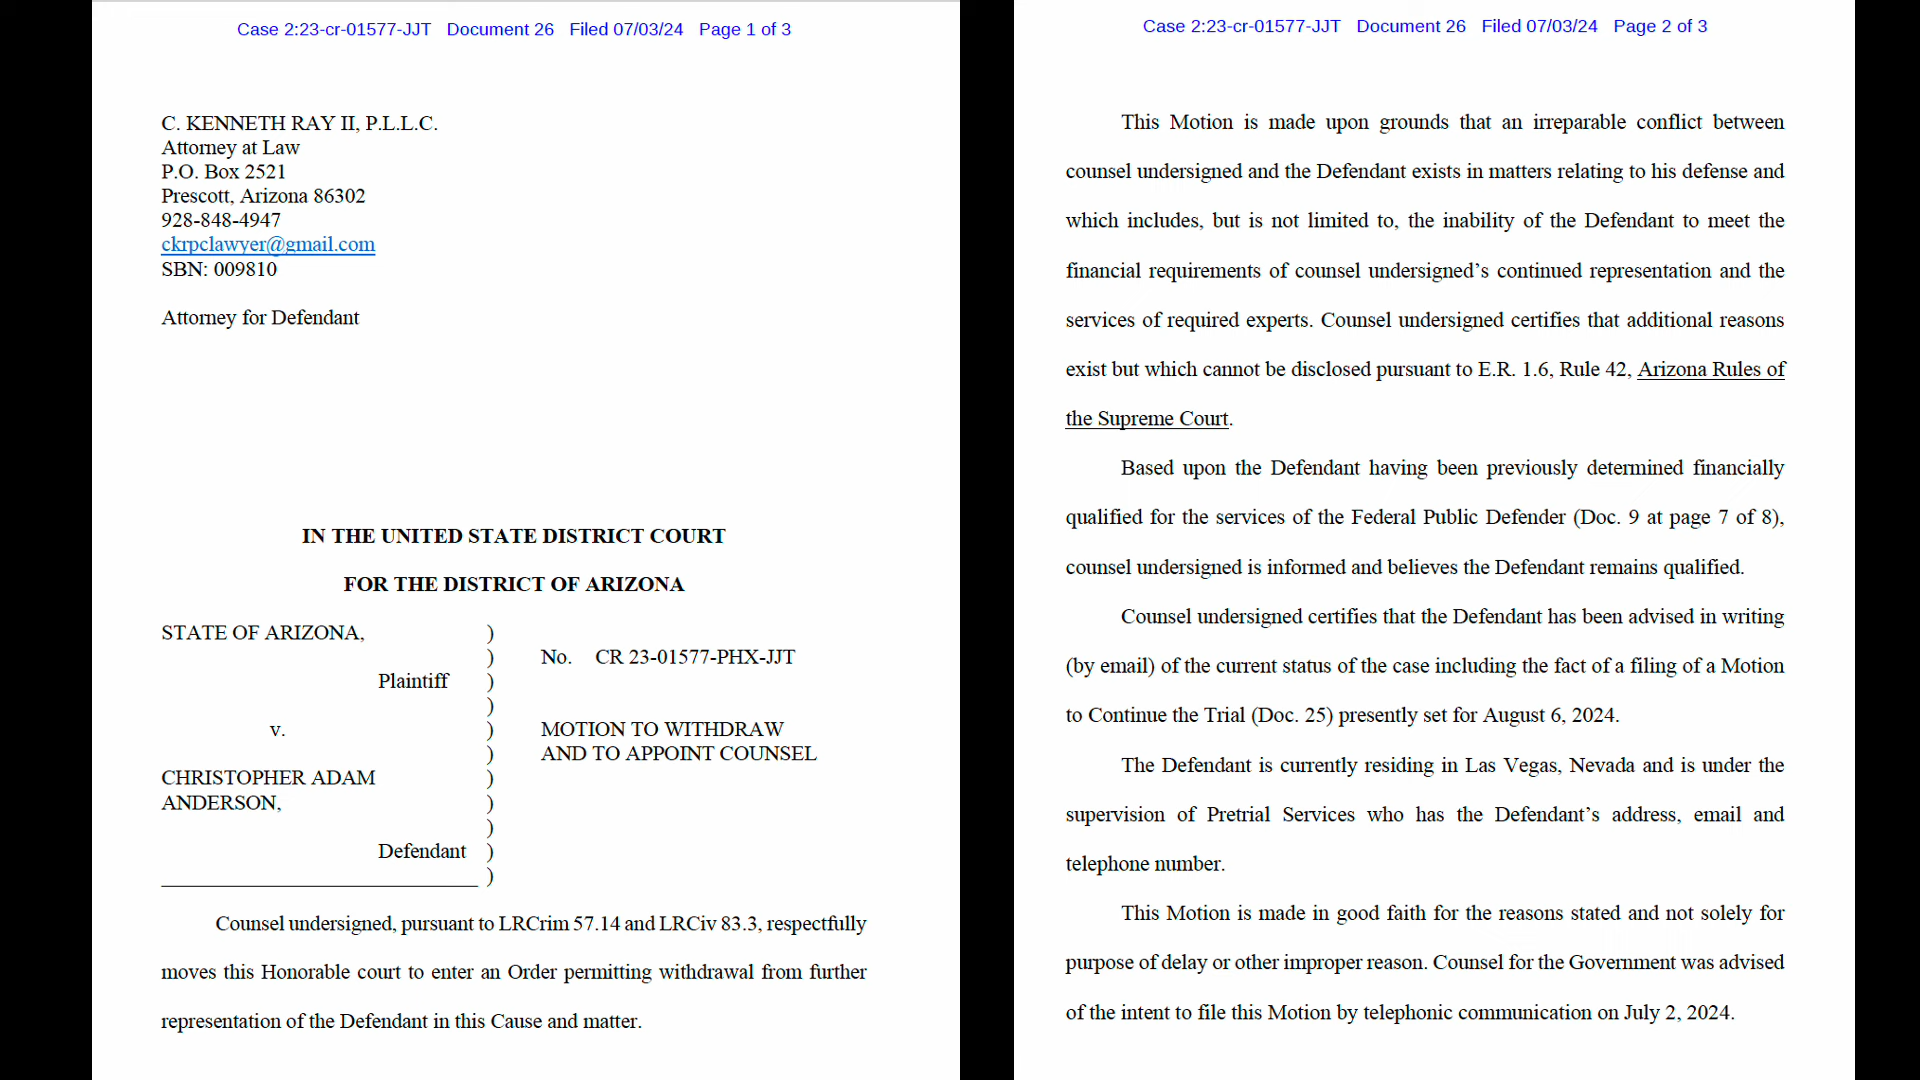 Case 2:23-cr-01577-JJT Document 26 Filed 07/03/24 Page 1 of 3
C. KENNETH RAY II, P.L.L.C.
Attorney at Law
P.O. Box 2521
Prescott, Arizona 86302
928-848-4947
ckrpclawyer@gmail.com
SBN: 009810
Attorney for Defendant
IN THE UNITED STATE DISTRICT COURT
FOR THE DISTRICT OF ARIZONA
STATE OF ARIZONA, )
) No. CR 23-01577-PHX-JJT
Plaintiff )
)
v. ) MOTION TO WITHDRAW
) AND TO APPOINT COUNSEL
CHRISTOPHER ADAM )
ANDERSON, )
)
Defendant )
)
Counsel undersigned, pursuant to LRCrim 57.14 and LRCiv 83.3, respectfully
moves this Honorable court to enter an Order permitting withdrawal from further
representation of the Defendant in this Cause and matter.
Case 2:23-cr-01577-JJT Document 26 Filed 07/03/24 Page 2 of 3
This Motion is made upon grounds that an irreparable conflict between
counsel undersigned and the Defendant exists in matters relating to his defense and
which includes, but is not limited to, the inability of the Defendant to meet the
financial requirements of counsel undersigned’s continued representation and the
services of required experts. Counsel undersigned certifies that additional reasons
exist but which cannot be disclosed pursuant to E.R. 1.6, Rule 42, Arizona Rules of
the Supreme Court.
Based upon the Defendant having been previously determined financially
qualified for the services of the Federal Public Defender (Doc. 9 at page 7 of 8),
counsel undersigned is informed and believes the Defendant remains qualified.
Counsel undersigned certifies that the Defendant has been advised in writing
(by email) of the current status of the case including the fact of a filing of a Motion
to Continue the Trial (Doc. 25) presently set for August 6, 2024.
The Defendant is currently residing in Las Vegas, Nevada and is under the
supervision of Pretrial Services who has the Defendant’s address, email and
telephone number.
This Motion is made in good faith for the reasons stated and not solely for
purpose of delay or other improper reason. Counsel for the Government was advised
of the intent to file this Motion by telephonic communication on July 2, 2024.